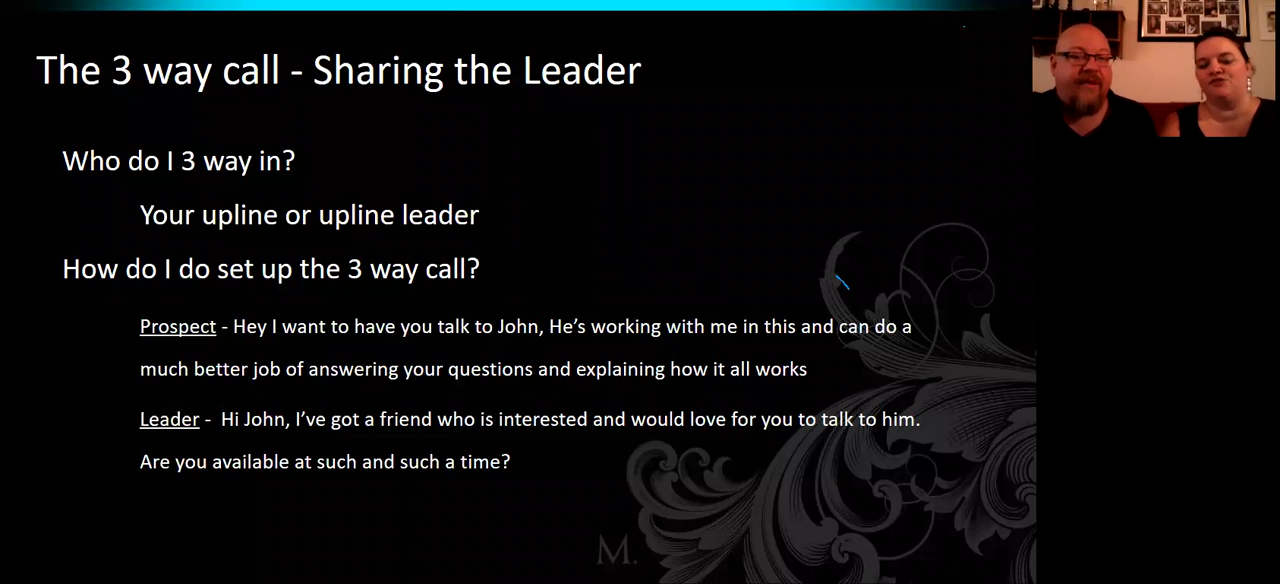 The 3 way call - Sharing the Leader
Who do I 3 way in?
Your upline or upline leader
How do I do set up the 3 way call?
Prospect - Hey I want to have you talk to John, He’s working with me in this and can do a
much better job of answering your questions and explaining how it all works
Leader -  Hi John, I’ve got a friend who is interested and would love for you to talk to him.
Are you available at such and such a time?
M.